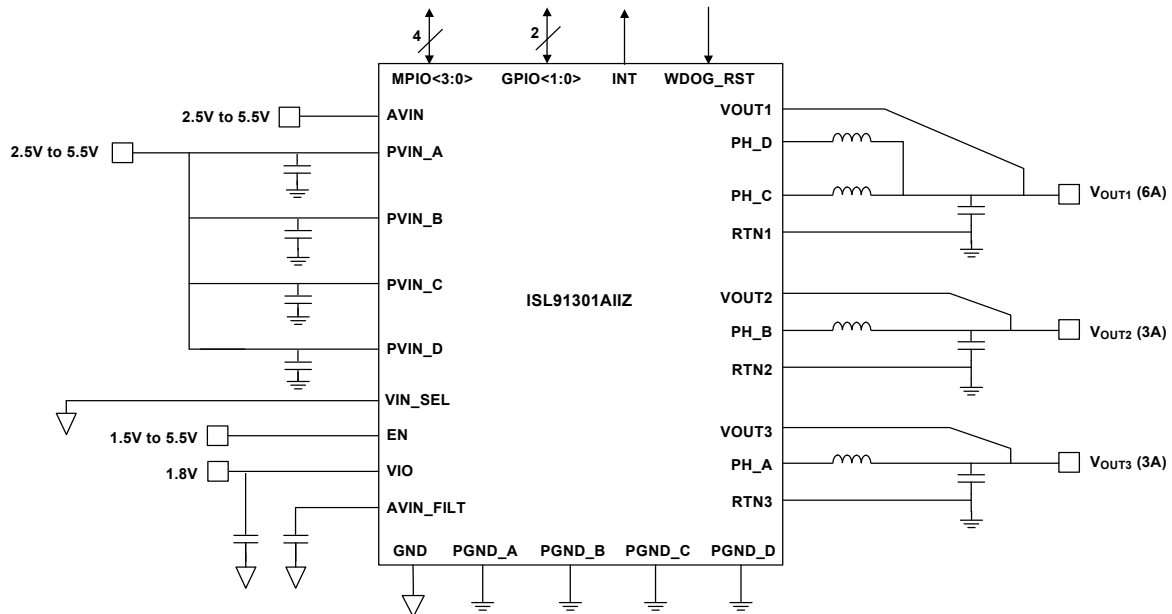 4
2
MPIO<3:0>
GPIO<1:0>
INT
WDOG_RST
2.5V to 5.5V
AVIN
2.5V to 5.5V
PVIN_A
PVIN_B
PVIN_C
PVIN_D
VIN_SEL
1.5V to 5.5V
EN
1.8V
VIO
AVIN_FILT
ISL91301AIIZ
VOUT1
PH_D
PH_C
RTN1
VOUT1 (6A)
VOUT2
PH_B
RTN2
VOUT2 (3A)
VOUT3
PH_A
RTN3
VOUT3 (3A)
GND
PGND_A
PGND_B
PGND_C
PGND_D